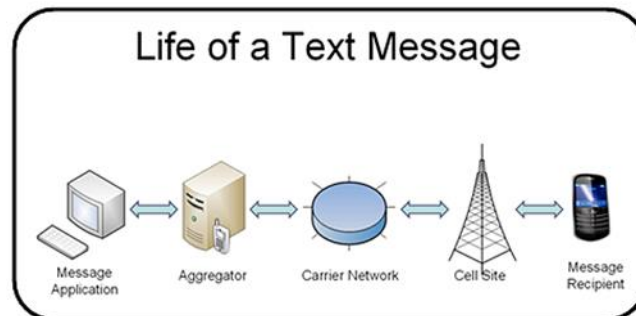 Life of a Text Message
Message
Application
Aggregator
Carrier Network
Cell Site
Message
Recipient